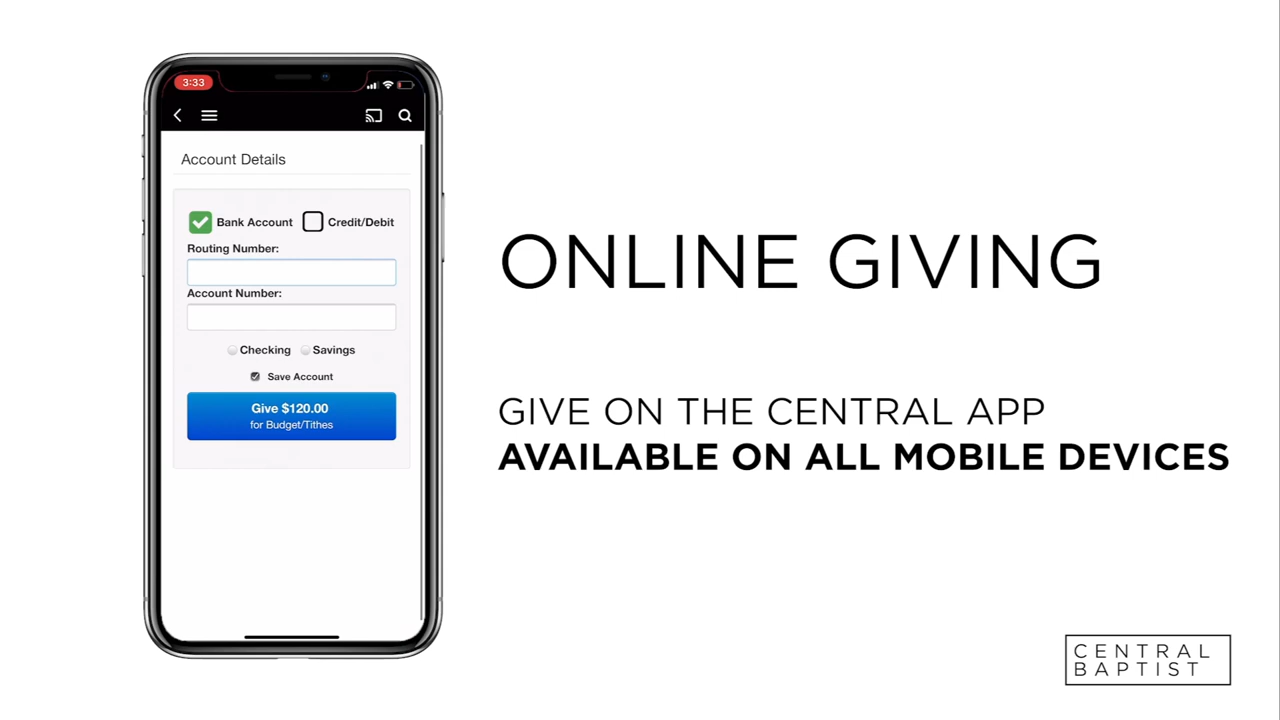 3:33
Account Details
Bank Account Credit/Debit
Routing Number:
Account Number:
Checking Savings
Save Account
Give $120.00
for Budget/Tithes
ONLINE GIVING
GIVE ON THE CENTRAL APP
AVAILABLE ON ALL MOBILE DEVICES
CENTRAL
BAPTIST